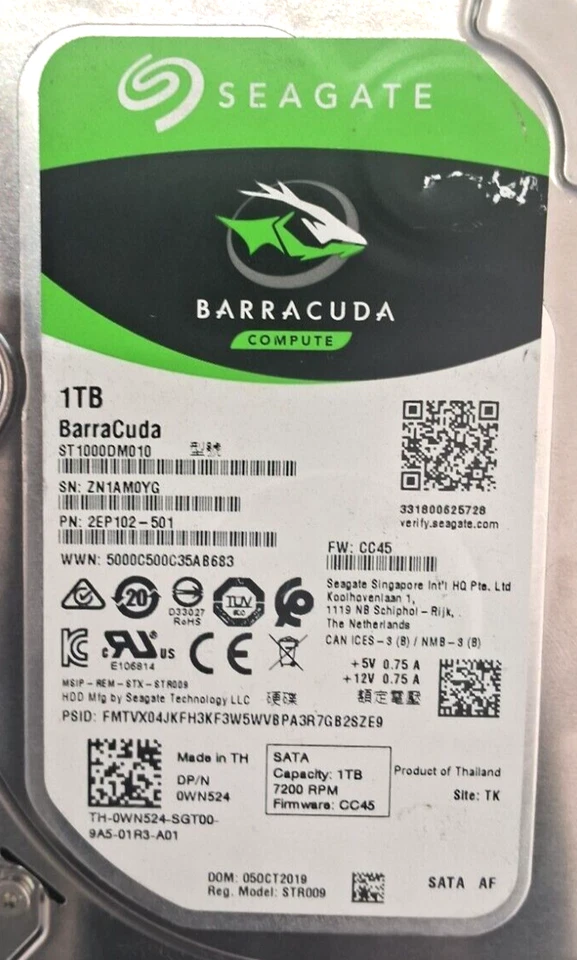 SEAGATE
BARRACUDA
COMPUTE
1TB
BarraCuda
ST1000DM010 型號
SN: ZN1AM0YG
PN: 2EP102-501
WWN: 5000C500C35AB683
331800625728
verify.seagate.com
FW: CC45
Seagate Singapore Int'l HQ Pte. Ltd
Koolhovenlaan 1,
1119 NB Schiphol - Rijk,
The Netherlands
CAN ICES-3 (B) / NMB-3 (B)
20
D33027
RoHS
TUV
c RU US
E106814
CE
+5V 0.75 A
+12V 0.75 A
MSIP-REM-STX-STR009
HDD Mfg by Seagate Technology LLC 硬碟 額定電壓
PSID: FMTVX04JKFH3KF3W5WVBPA3R7GB2SZE9
Made in TH
DP/N
0WN524
TH-0WN524-SGT00-
9A5-01R3-A01
SATA
Capacity: 1TB
7200 RPM
Firmware: CC45
Product of Thailand
Site: TK
DOM: 05OCT2019
Reg. Model: STR009
SATA AF